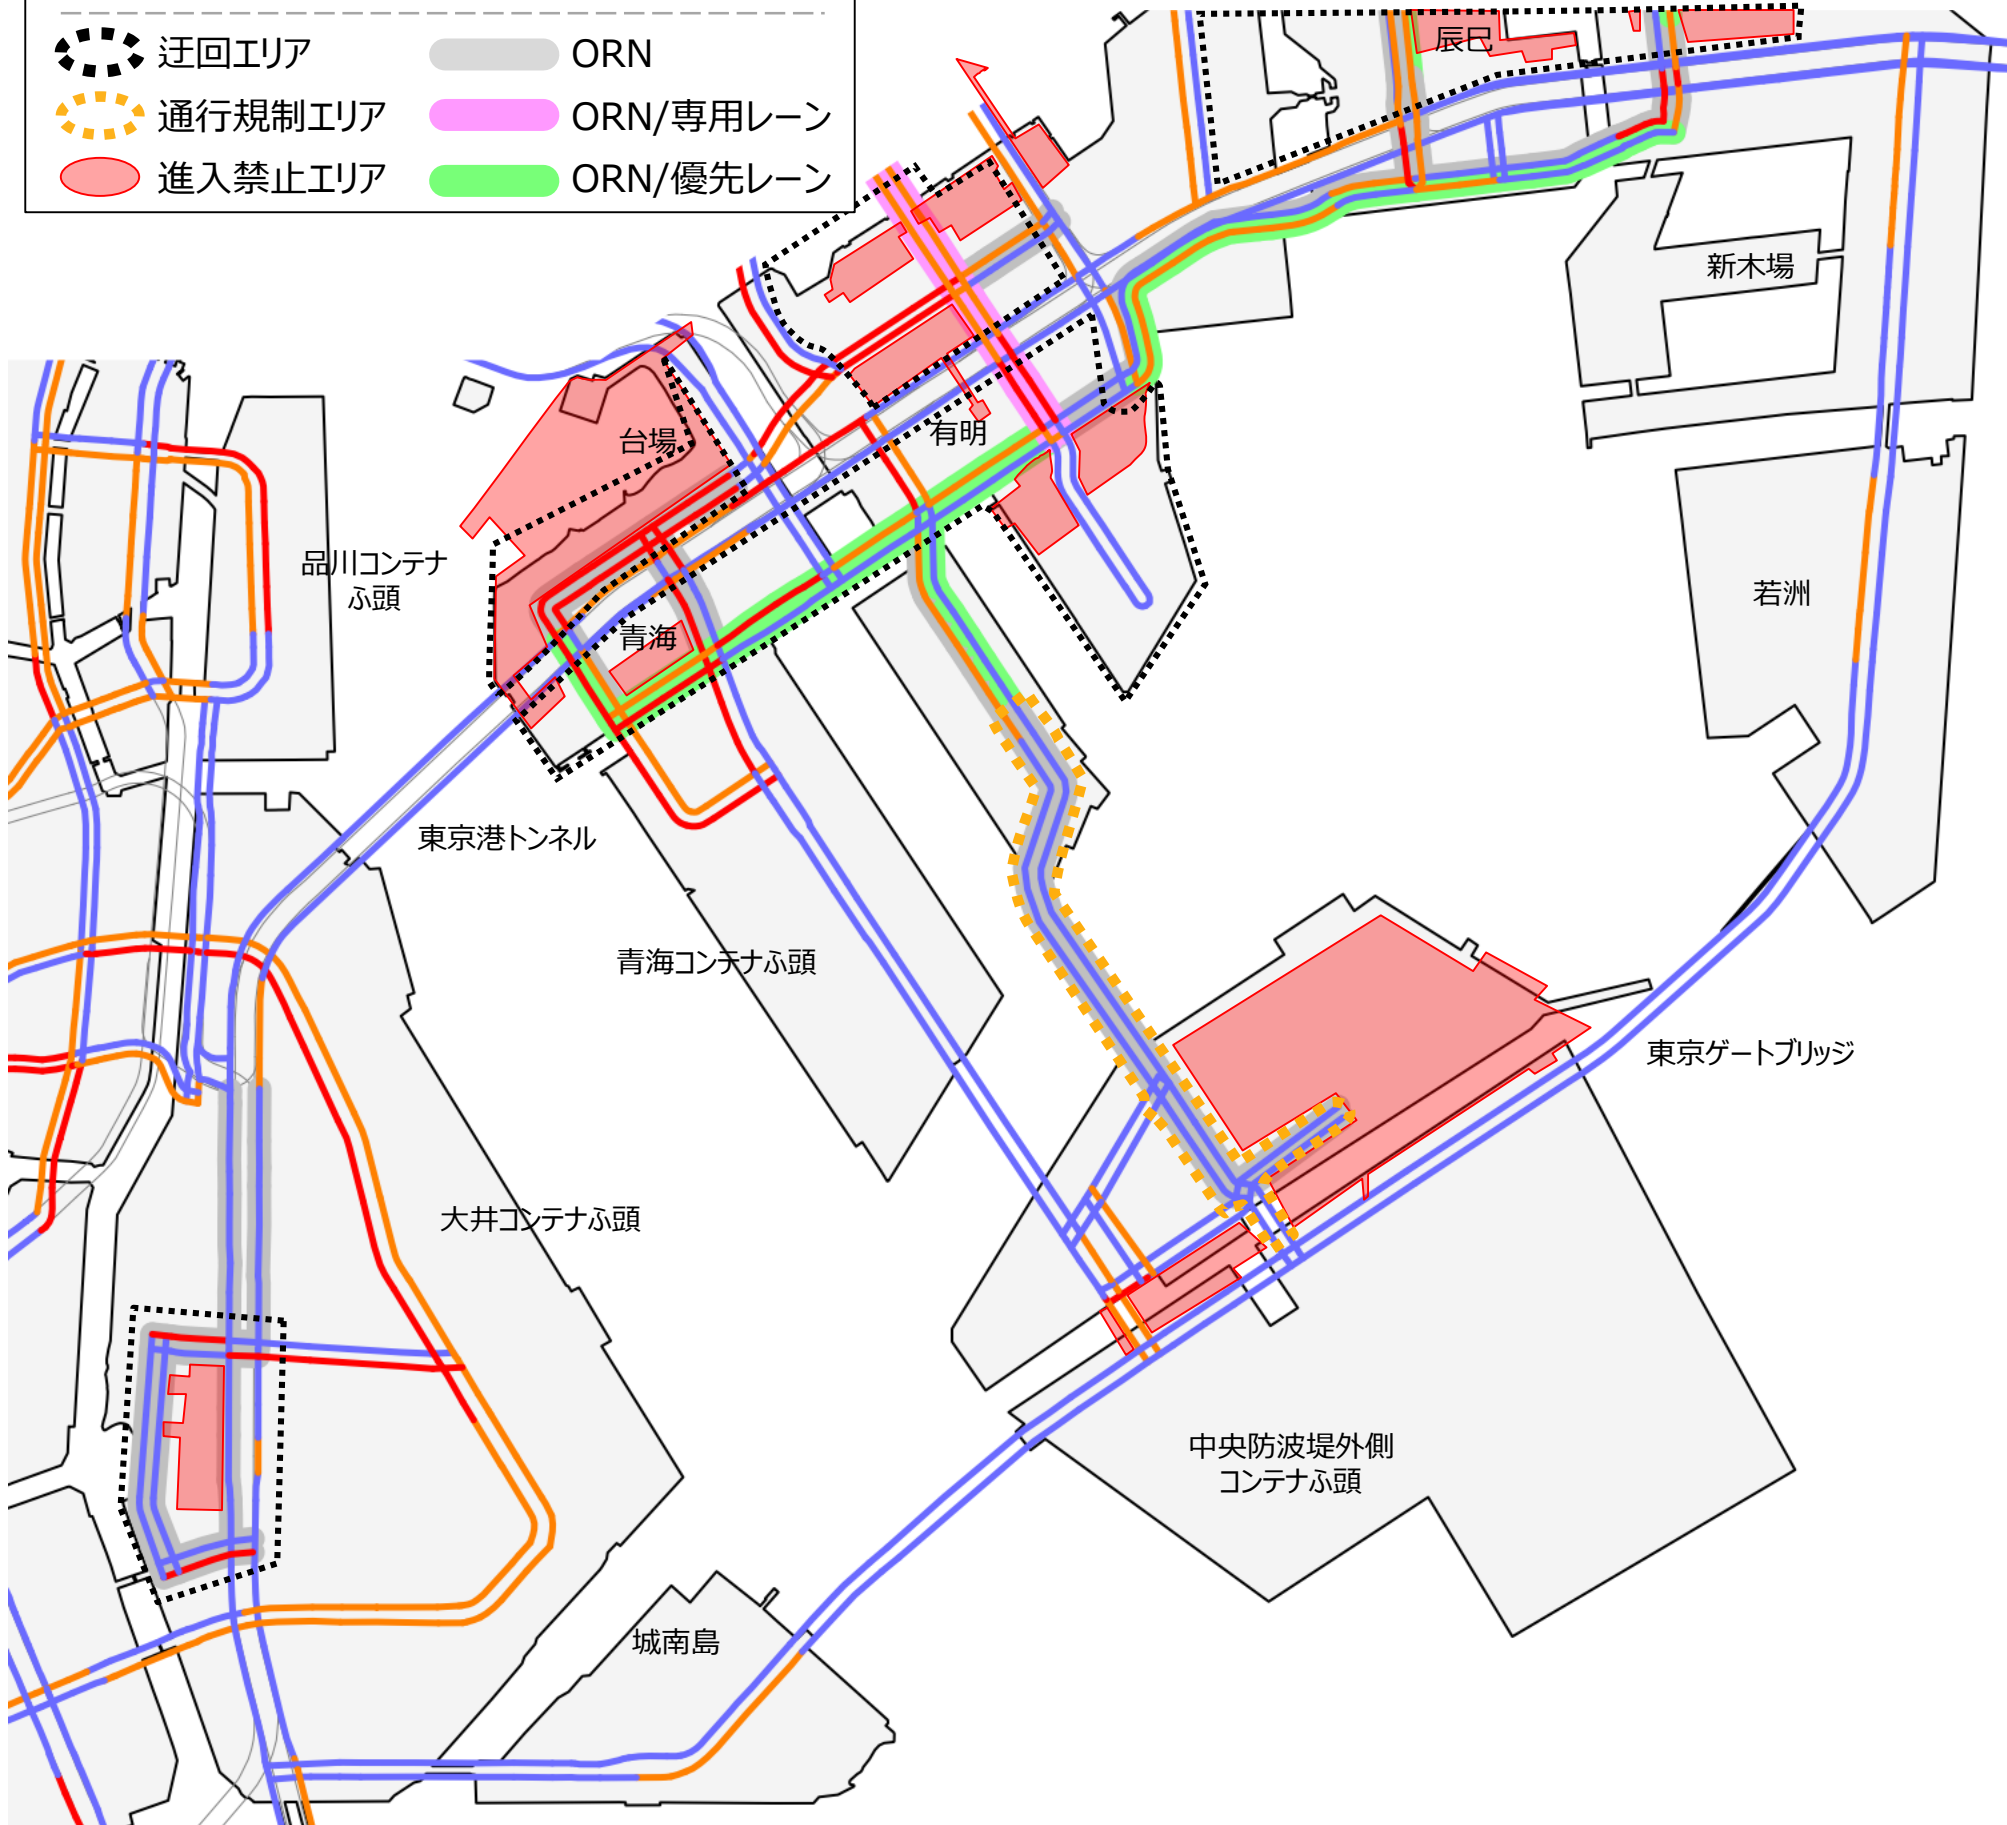 迂回エリア
ORN
通行規制エリア
ORN/専用レーン
進入禁止エリア
ORN/優先レーン
辰巳
新木場
台場
有明
品川コンテナ
ふ頭
若洲
青海
東京港トンネル
青海コンテナふ頭
東京ゲートブリッジ
大井コンテナふ頭
中央防波堤外側
コンテナふ頭
城南島